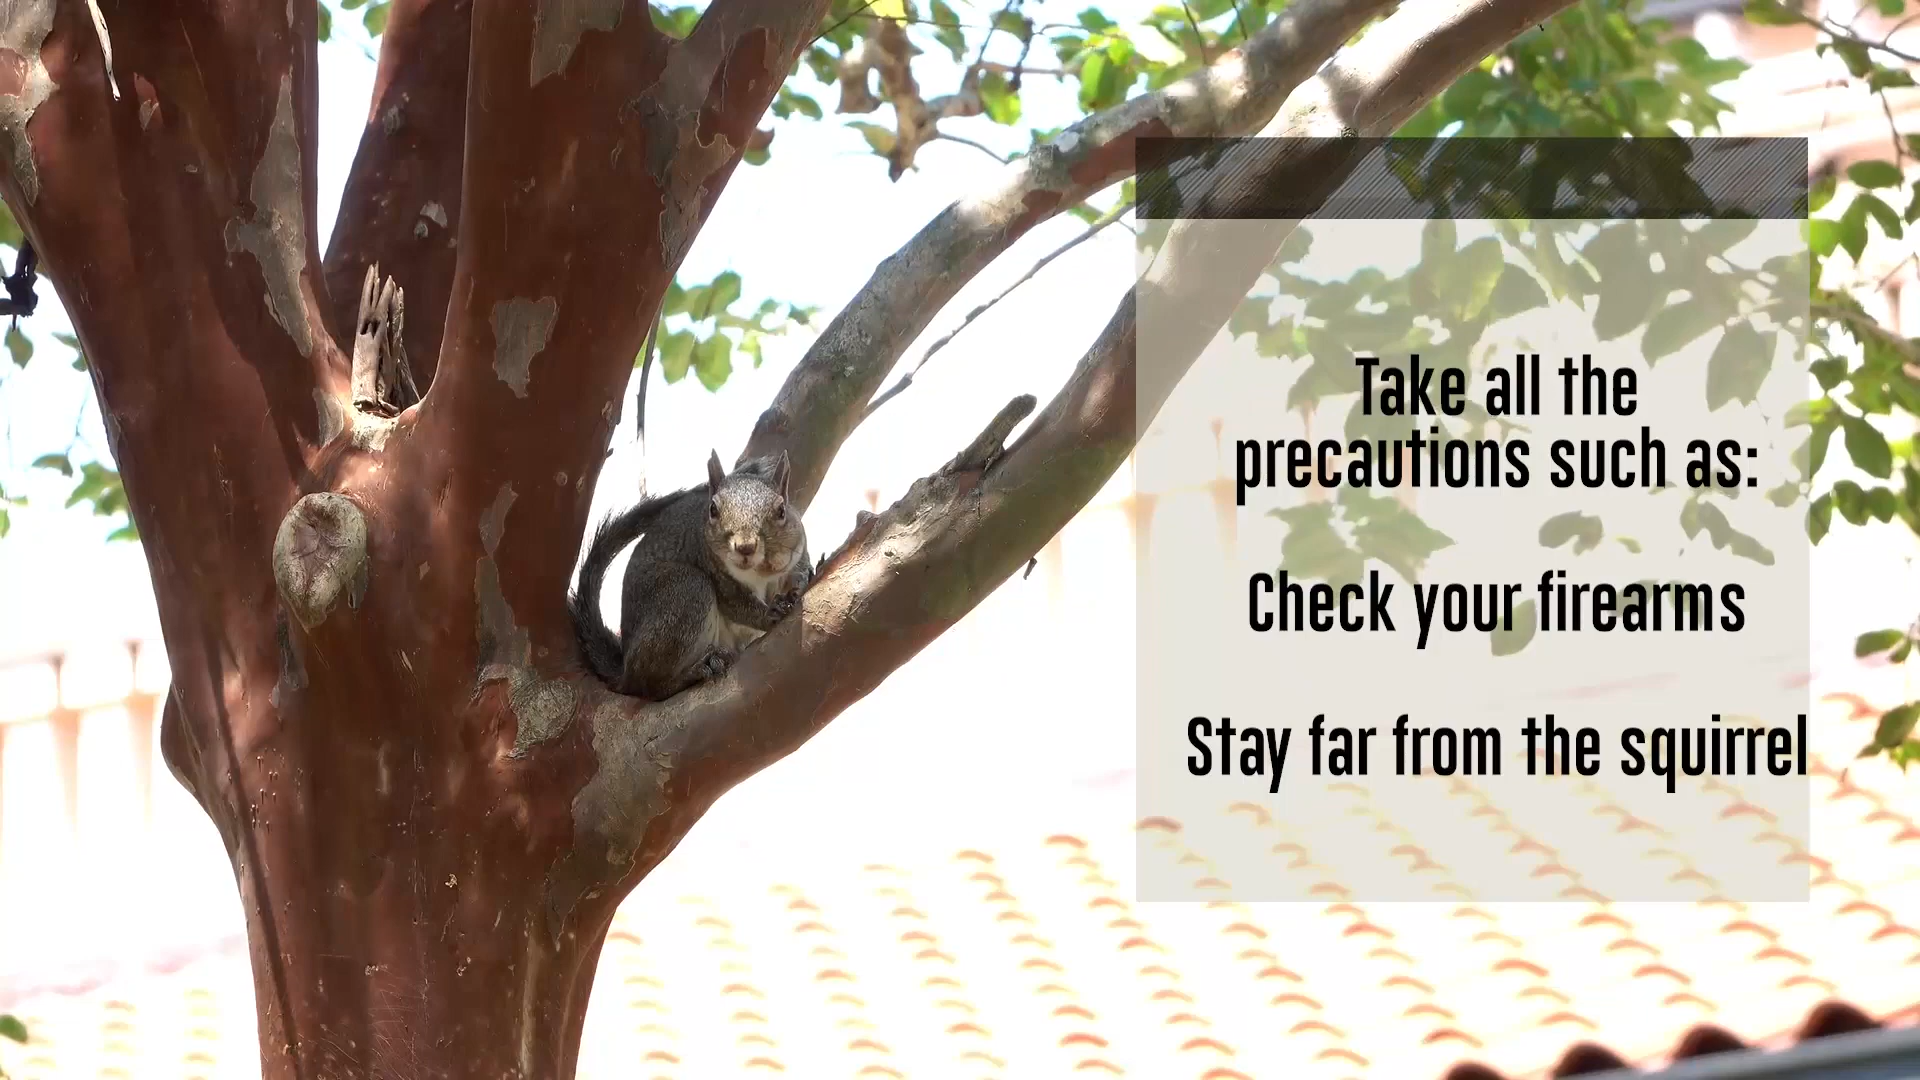 Take all the
precautions such as:
Check your firearms
Stay far from the squirrel